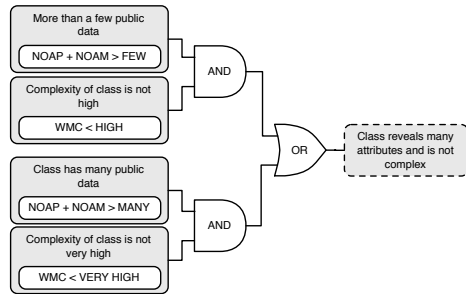 More than a few public
data
NOAP + NOAM > FEW
AND
Complexity of class is not
high
WMC < HIGH
OR
Class reveals many
attributes and is not
complex
Class has many public
data
NOAP + NOAM > MANY
AND
Complexity of class is not
very high
WMC < VERY HIGH